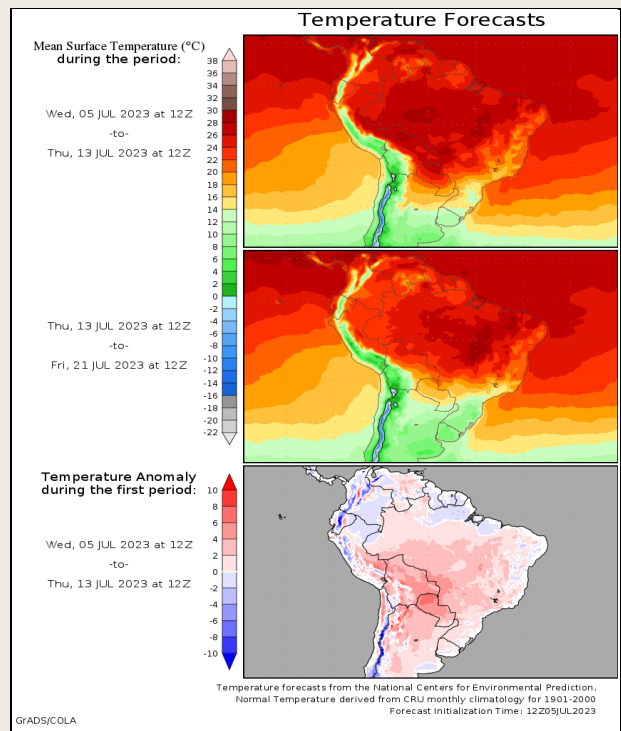 Temperature Forecasts
Mean Surface Temperature (°C)
during the period:
Wed, 05 JUL 2023 at 12Z
-to-
Thu, 13 JUL 2023 at 12Z
38
36
34
32
30
28
26
24
22
20
18
16
14
12
10
8
6
4
2
0
-2
-4
-6
-8
-10
-12
-14
-16
-18
-20
-22
Thu, 13 JUL 2023 at 12Z
-to-
Fri, 21 JUL 2023 at 12Z
Temperature Anomaly
during the first period:
Wed, 05 JUL 2023 at 12Z
-to-
Thu, 13 JUL 2023 at 12Z
10
8
6
4
2
0
-2
-4
-6
-8
-10
Temperature forecasts from the National Centers for Environmental Prediction.
Normal Temperature derived from CRU monthly climatology for 1901-2000
Forecast Initialization Time: 12Z05JUL2023
GrADS/COLA